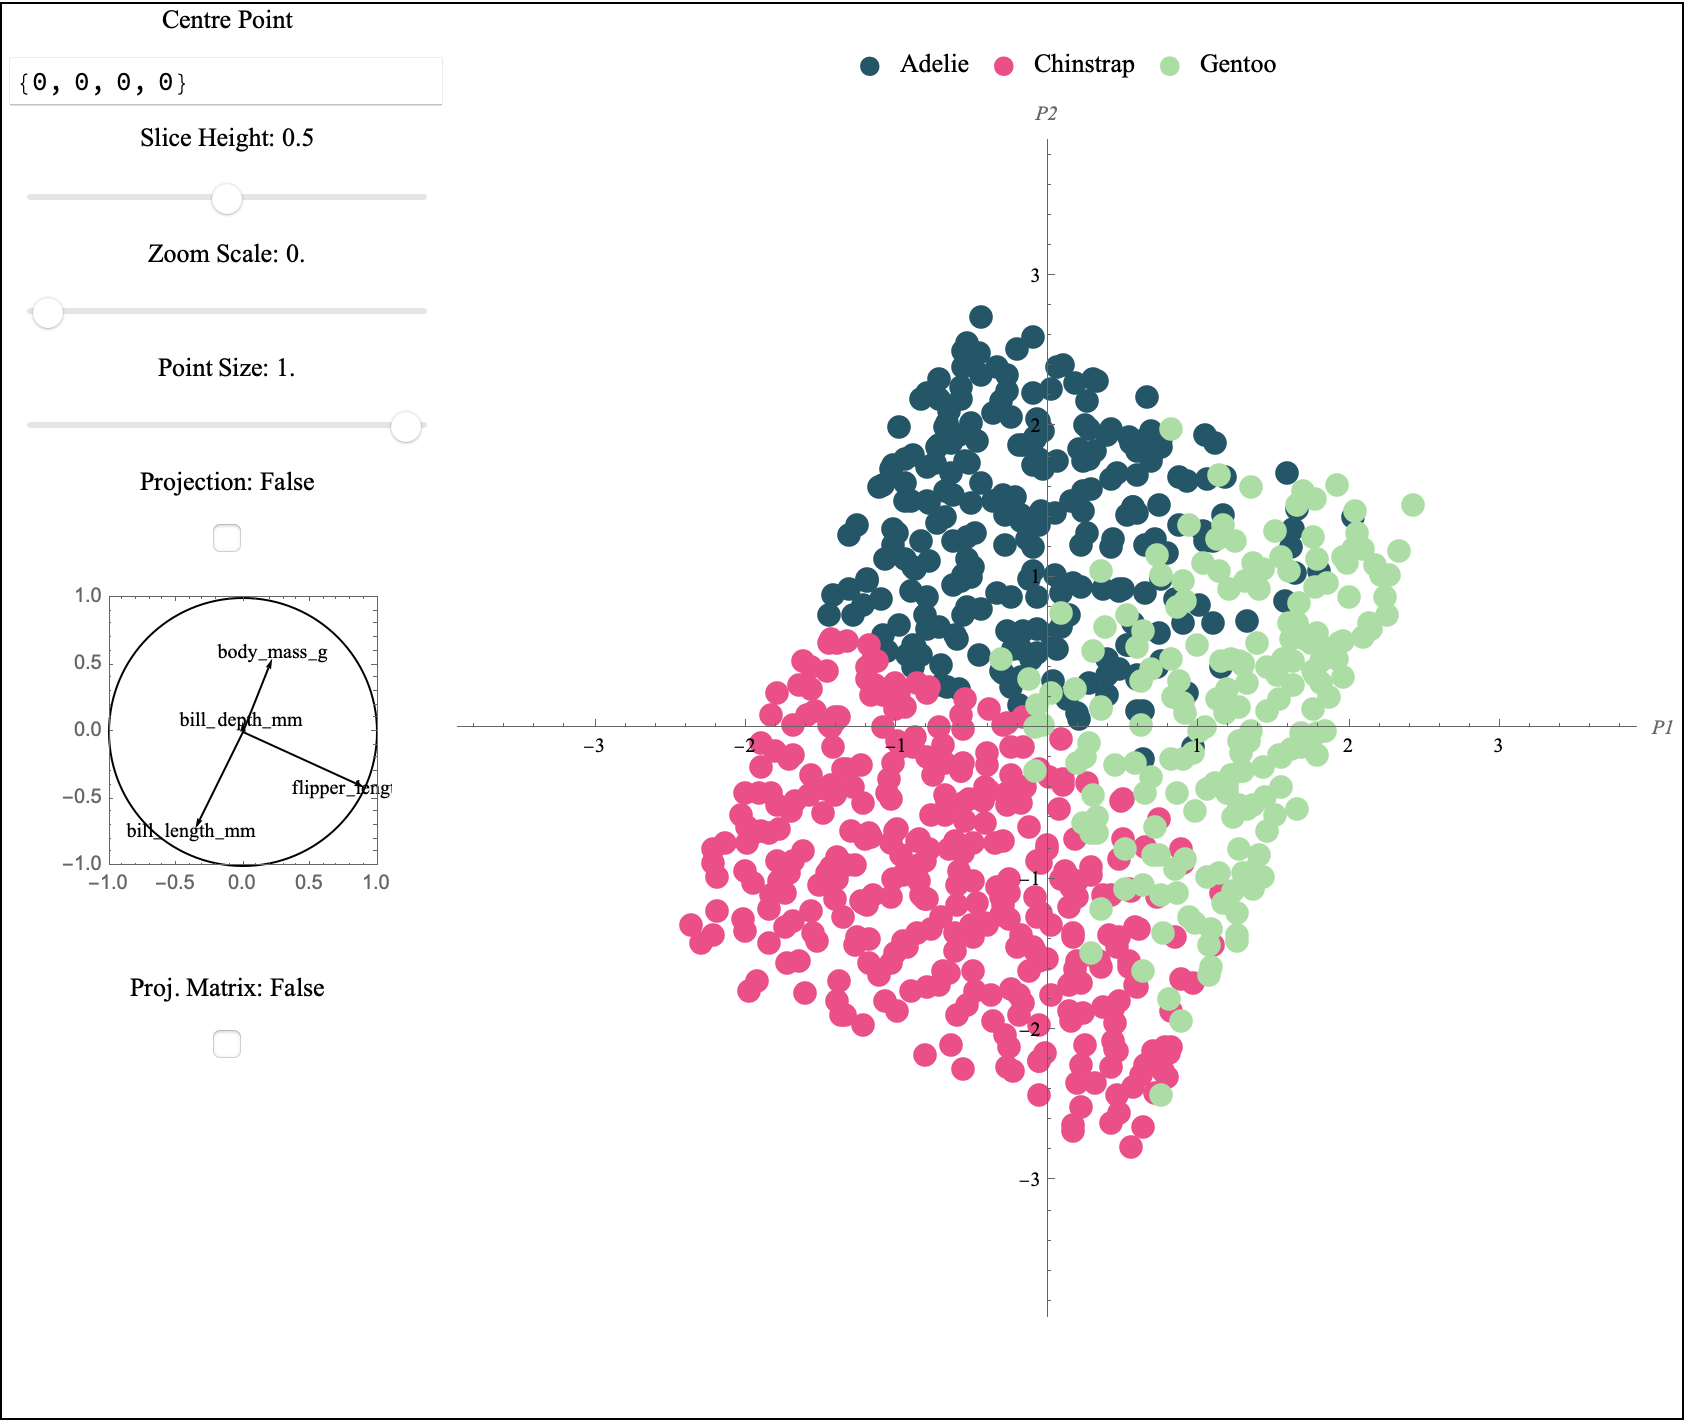 Centre Point
{0, 0, 0, 0}
Slice Height: 0.5
Zoom Scale: 0.
Point Size: 1.
Projection: False
1.0
0.5
0.0
−0.5
−1.0
body_mass_g
bill_depth_mm
flipper_lengt
bill_length_mm
−1.0 −0.5 0.0 0.5 1.0
Proj. Matrix: False
Adelie Chinstrap Gentoo
P2
3
2
1
−3 −2 −1 1 2 3 P1
−1
−2
−3